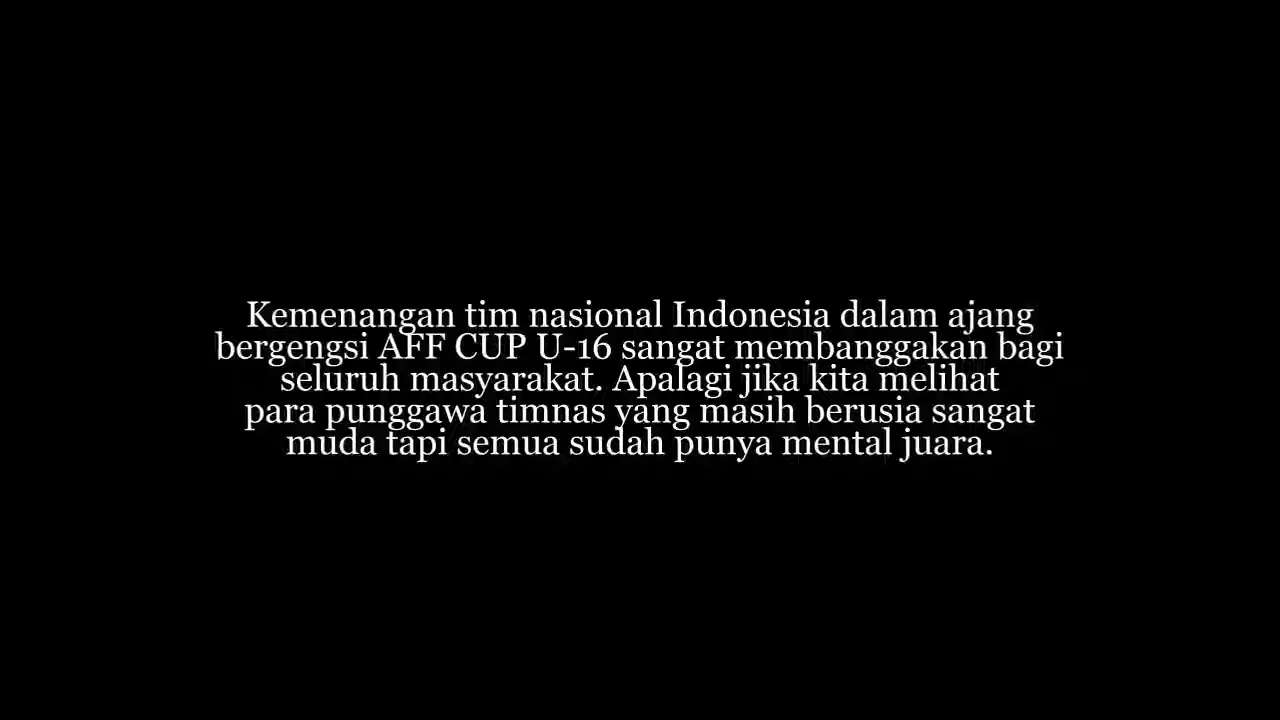 Kemenangan tim nasional Indonesia dalam ajang
bergengsi AFF CUP U-16 sangat membanggakan bagi
seluruh masyarakat. Apalagi jika kita melihat
para punggawa timnas yang masih berusia sangat
muda tapi semua sudah punya mental juara.